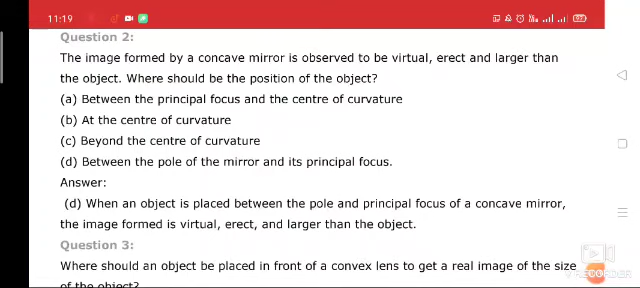 11:19
Question 2:
The image formed by a concave mirror is observed to be virtual, erect and larger than
the object. Where should be the position of the object?
(a) Between the principal focus and the centre of curvature
(b) At the centre of curvature
(c) Beyond the centre of curvature
(d) Between the pole of the mirror and its principal focus.
Answer:
(d) When an object is placed between the pole and principal focus of a concave mirror,
the image formed is virtual, erect, and larger than the object.
Question 3:
Where should an object be placed in front of a convex lens to get a real image of the size
of the object?